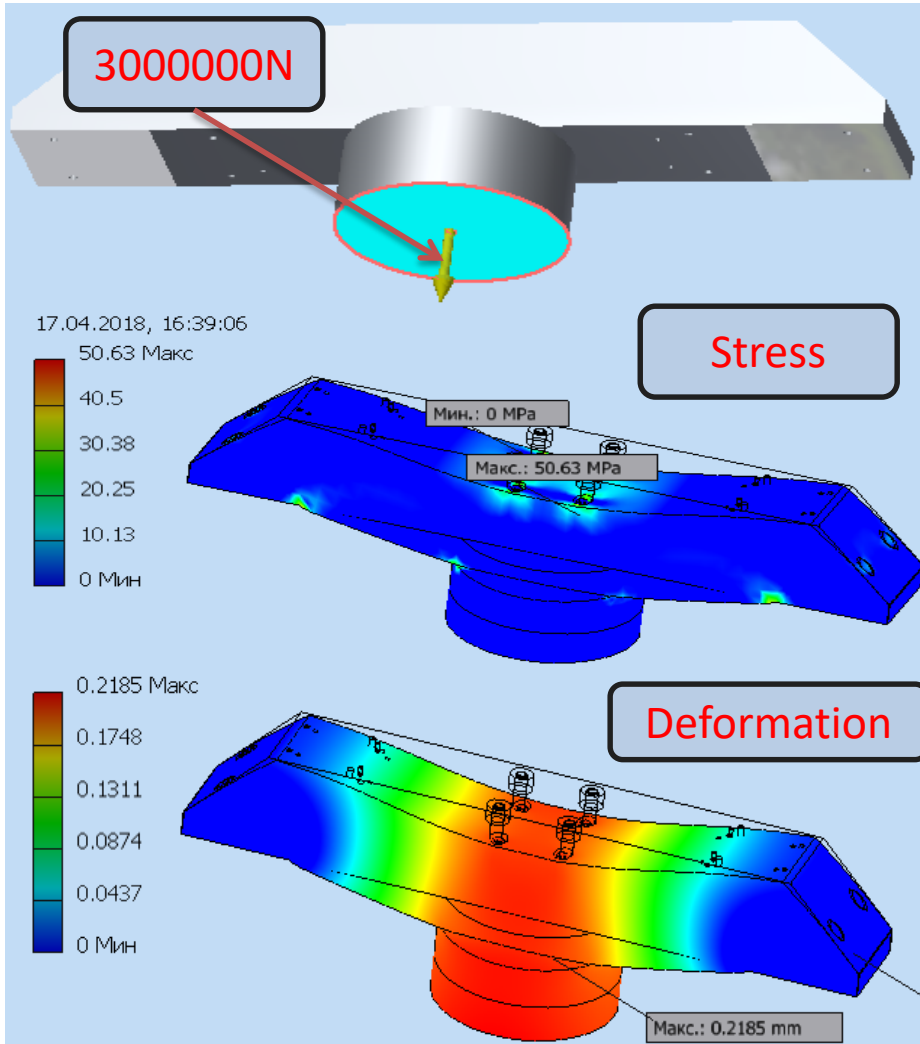 3000000N
17.04.2018, 16:39:06
Stress
50.63 Макс
40.5
30.38
20.25
10.13
0 Мин
Мин.: 0 MPa
Макс.: 50.63 MPa
0.2185 Макс
0.1748
0.1311
0.0874
0.0437
0 Мин
Deformation
Макс.: 0.2185 mm